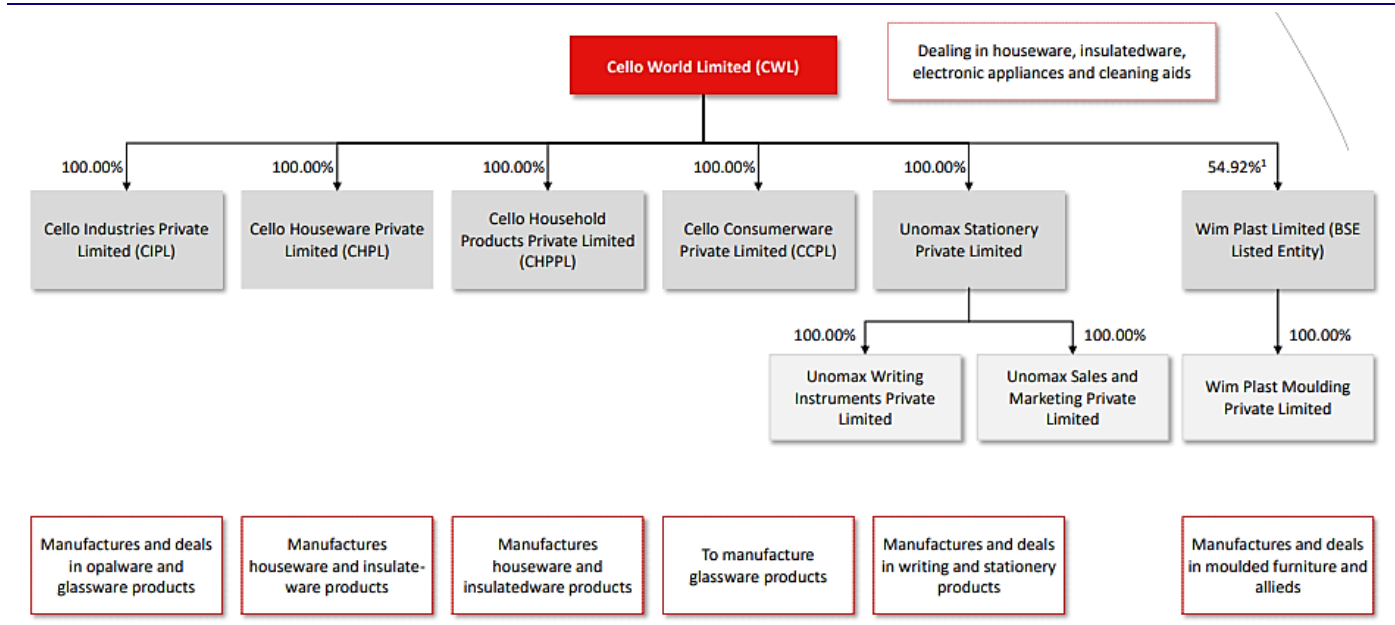 Cello World Limited (CWL)
Dealing in houseware, insulatedware,
electronic appliances and cleaning aids
100.00%
100.00%
100.00%
100.00%
100.00%
54.92%¹
Cello Industries Private
Limited (CIPL)
Cello Houseware Private
Limited (CHPL)
Cello Household
Products Private Limited
(CHPPL)
Cello Consumerware
Private Limited (CCPL)
Unomax Stationery
Private Limited
Wim Plast Limited (BSE
Listed Entity)
100.00%
100.00%
100.00%
Unomax Writing
Instruments Private
Limited
Unomax Sales and
Marketing Private
Limited
Wim Plast Moulding
Private Limited
Manufactures and deals
in opalware and
glassware products
Manufactures
houseware and insulate-
ware products
Manufactures
houseware and
insulatedware products
To manufacture
glassware products
Manufactures and deals
in writing and stationery
products
Manufactures and deals
in moulded furniture and
allieds